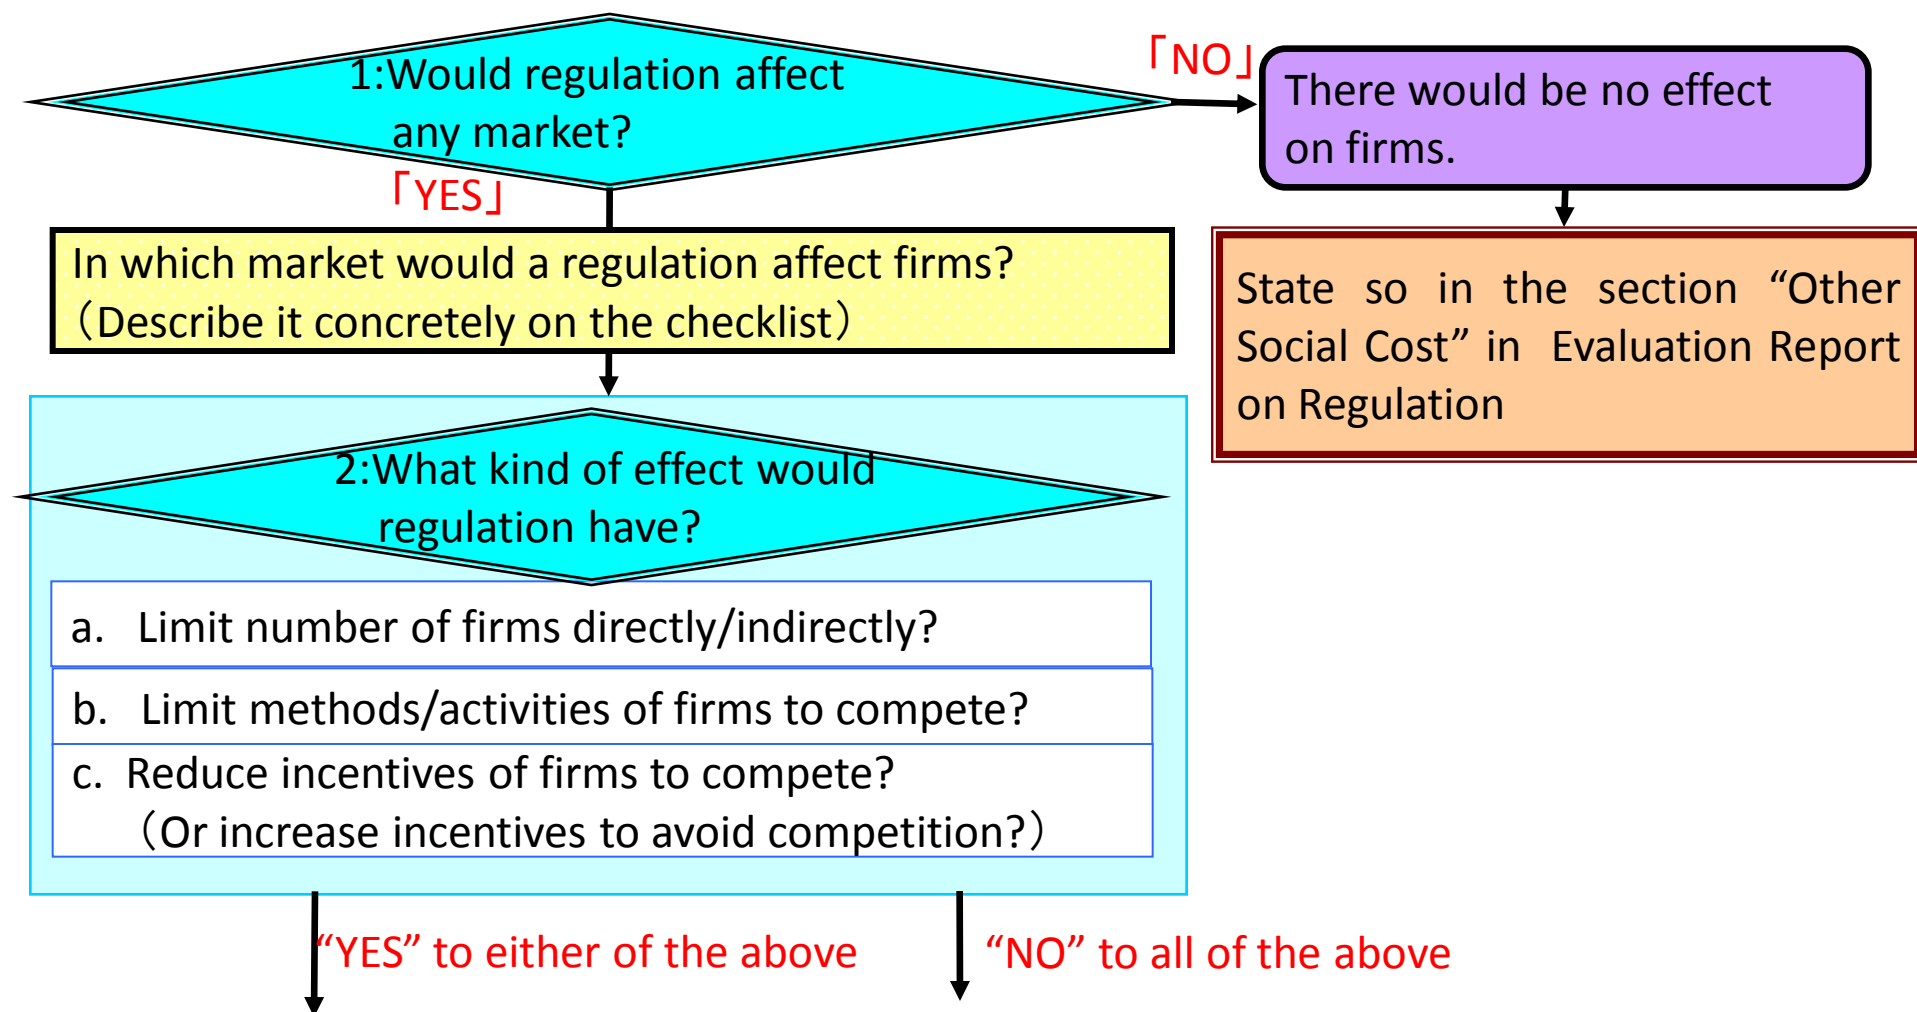 1:Would regulation affect
any market?
「NO」
There would be no effect
on firms.
「YES」
In which market would a regulation affect firms?
（Describe it concretely on the checklist）
State so in the section “Other
Social Cost” in Evaluation Report
on Regulation
2:What kind of effect would
regulation have?
a. Limit number of firms directly/indirectly?
b. Limit methods/activities of firms to compete?
c. Reduce incentives of firms to compete?
（Or increase incentives to avoid competition?）
“YES” to either of the above
“NO” to all of the above